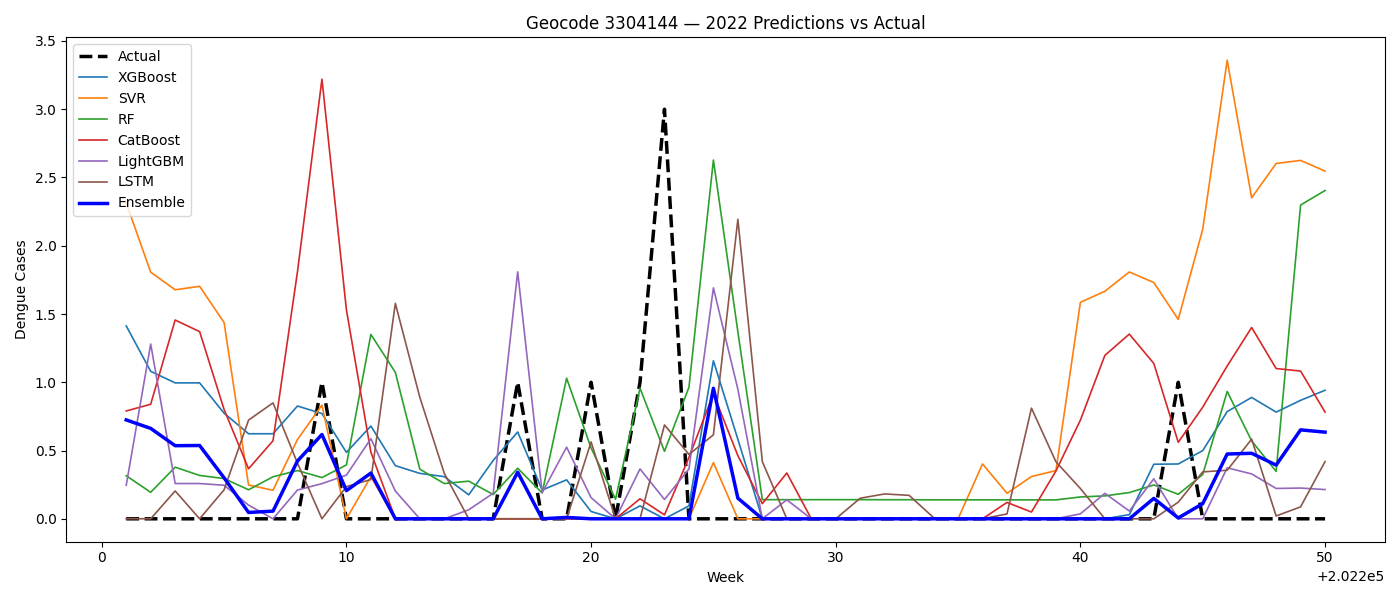 Geocode 3304144 — 2022 Predictions vs Actual
Dengue Cases
3.5
3.0
2.5
2.0
1.5
1.0
0.5
0.0
Actual
XGBoost
SVR
RF
CatBoost
LightGBM
LSTM
Ensemble
0 10 20 30 40 50
Week
+2.022e5